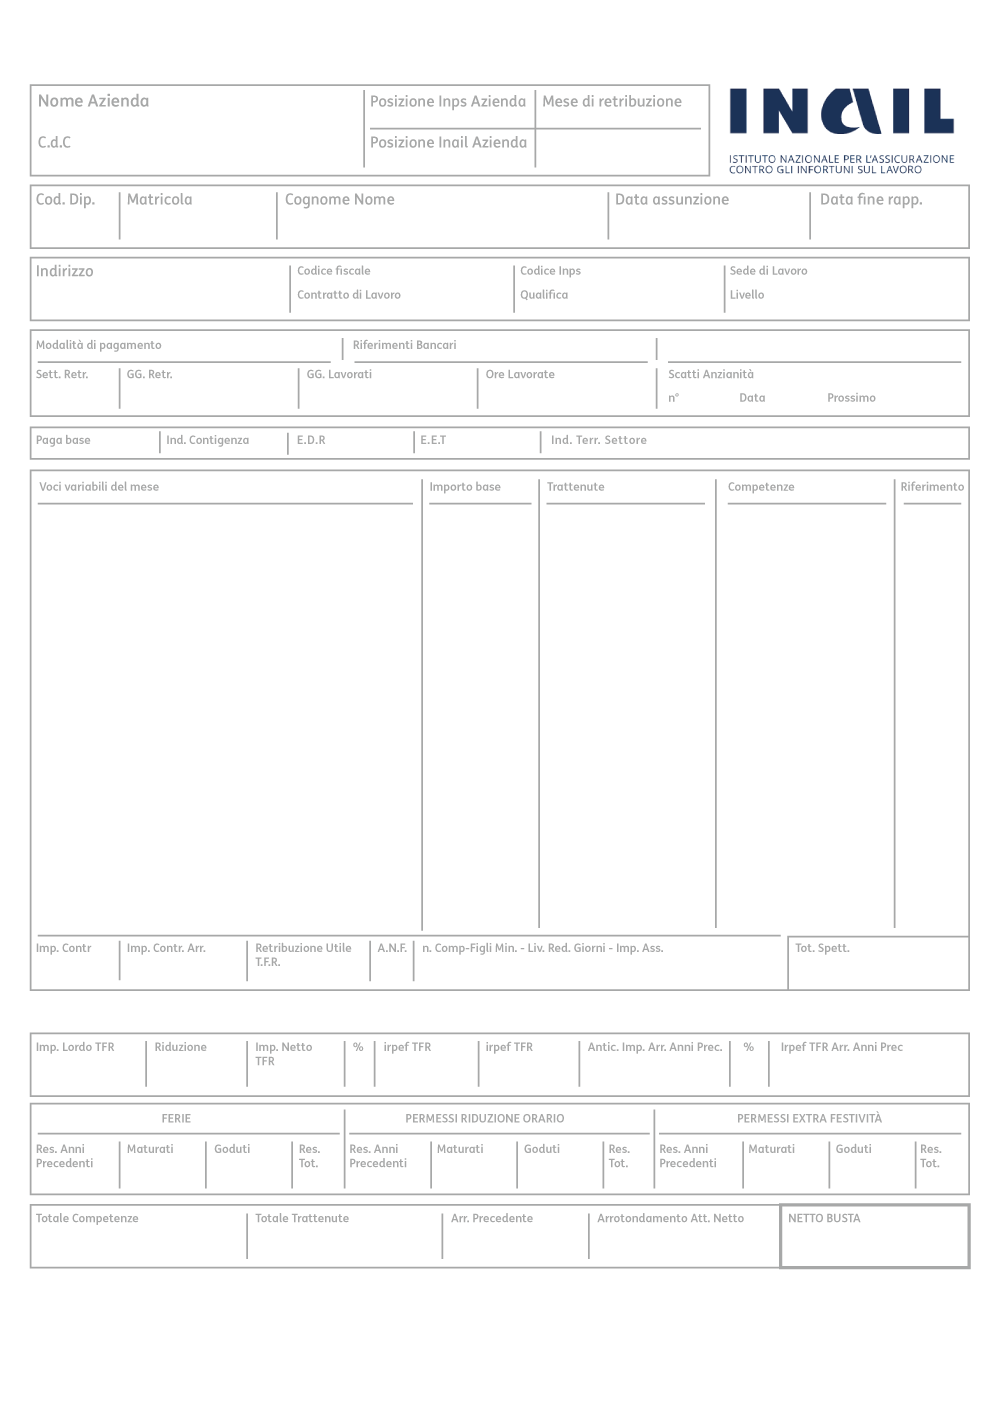 Nome Azienda
Posizione Inps Azienda
Mese di retribuzione
INAIL
C.d.C
Posizione Inail Azienda
ISTITUTO NAZIONALE PER L'ASSICURAZIONE
CONTRO GLI INFORTUNI SUL LAVORO
Cod. Dip.
Matricola
Cognome Nome
Data assunzione
Data fine rapp.
Indirizzo
Codice fiscale
Codice Inps
Sede di Lavoro
Contratto di Lavoro
Qualifica
Livello
Modalità di pagamento
Riferimenti Bancari
Sett. Retr.
GG. Retr.
GG. Lavorati
Ore Lavorate
Scatti Anzianità
n°
Data
Prossimo
Paga base
Ind. Contigenza
E.D.R
E.E.T
Ind. Terr. Settore
Voci variabili del mese
Importo base
Trattenute
Competenze
Riferimento
Imp. Contr
Imp. Contr. Arr.
Retribuzione Utile
T.F.R.
A.N.F.
n. Comp-Figli Min. - Liv. Red. Giorni - Imp. Ass.
Tot. Spett.
Imp. Lordo TFR
Riduzione
Imp. Netto
TFR
%
irpef TFR
irpef TFR
Antic. Imp. Arr. Anni Prec.
%
Irpef TFR Arr. Anni Prec
FERIE
PERMESSI RIDUZIONE ORARIO
PERMESSI EXTRA FESTIVITÀ
Res. Anni
Precedenti
Maturati
Goduti
Res.
Tot.
Res. Anni
Precedenti
Maturati
Goduti
Res.
Tot.
Res. Anni
Precedenti
Maturati
Goduti
Res.
Tot.
Totale Competenze
Totale Trattenute
Arr. Precedente
Arrotondamento Att. Netto
NETTO BUSTA